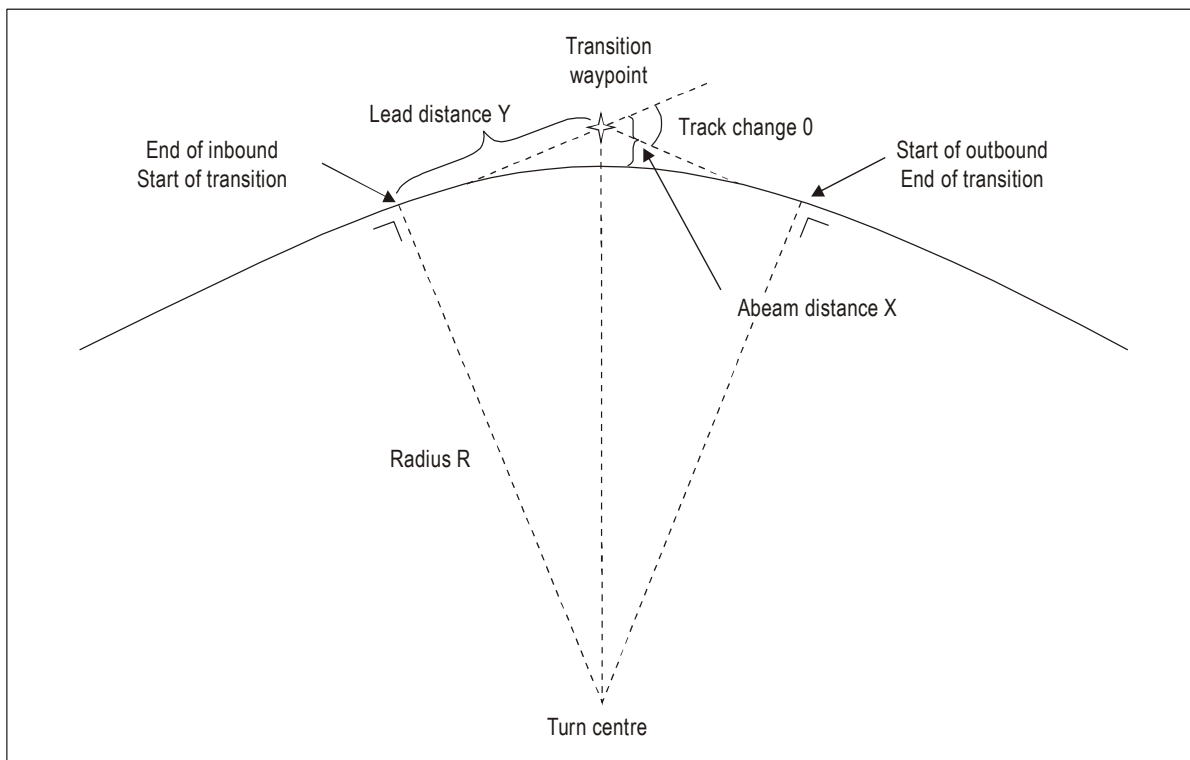 Transition
waypoint
Lead distance Y
Track change 0
End of inbound
Start of transition
Start of outbound
End of transition
Abeam distance X
Radius R
Turn centre